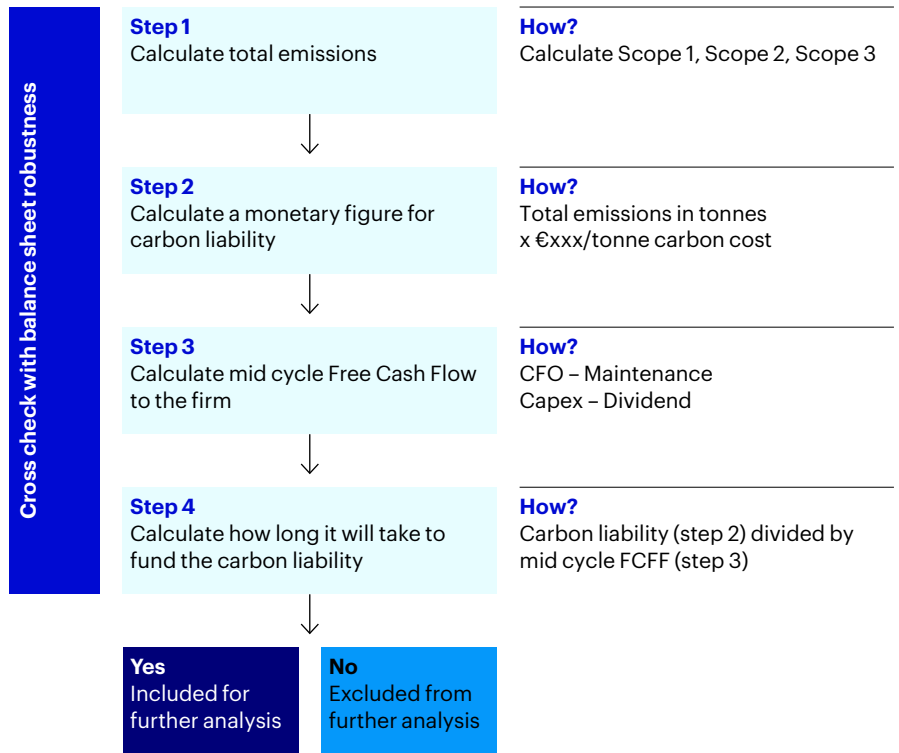 Cross check with balance sheet robustness
Step 1
Calculate total emissions
How?
Calculate Scope 1, Scope 2, Scope 3
Step 2
Calculate a monetary figure for
carbon liability
How?
Total emissions in tonnes
x €xxx/tonne carbon cost
Step 3
Calculate mid cycle Free Cash Flow
to the firm
How?
CFO – Maintenance
Capex – Dividend
Step 4
Calculate how long it will take to
fund the carbon liability
How?
Carbon liability (step 2) divided by
mid cycle FCFF (step 3)
Yes
Included for
further analysis
No
Excluded from
further analysis